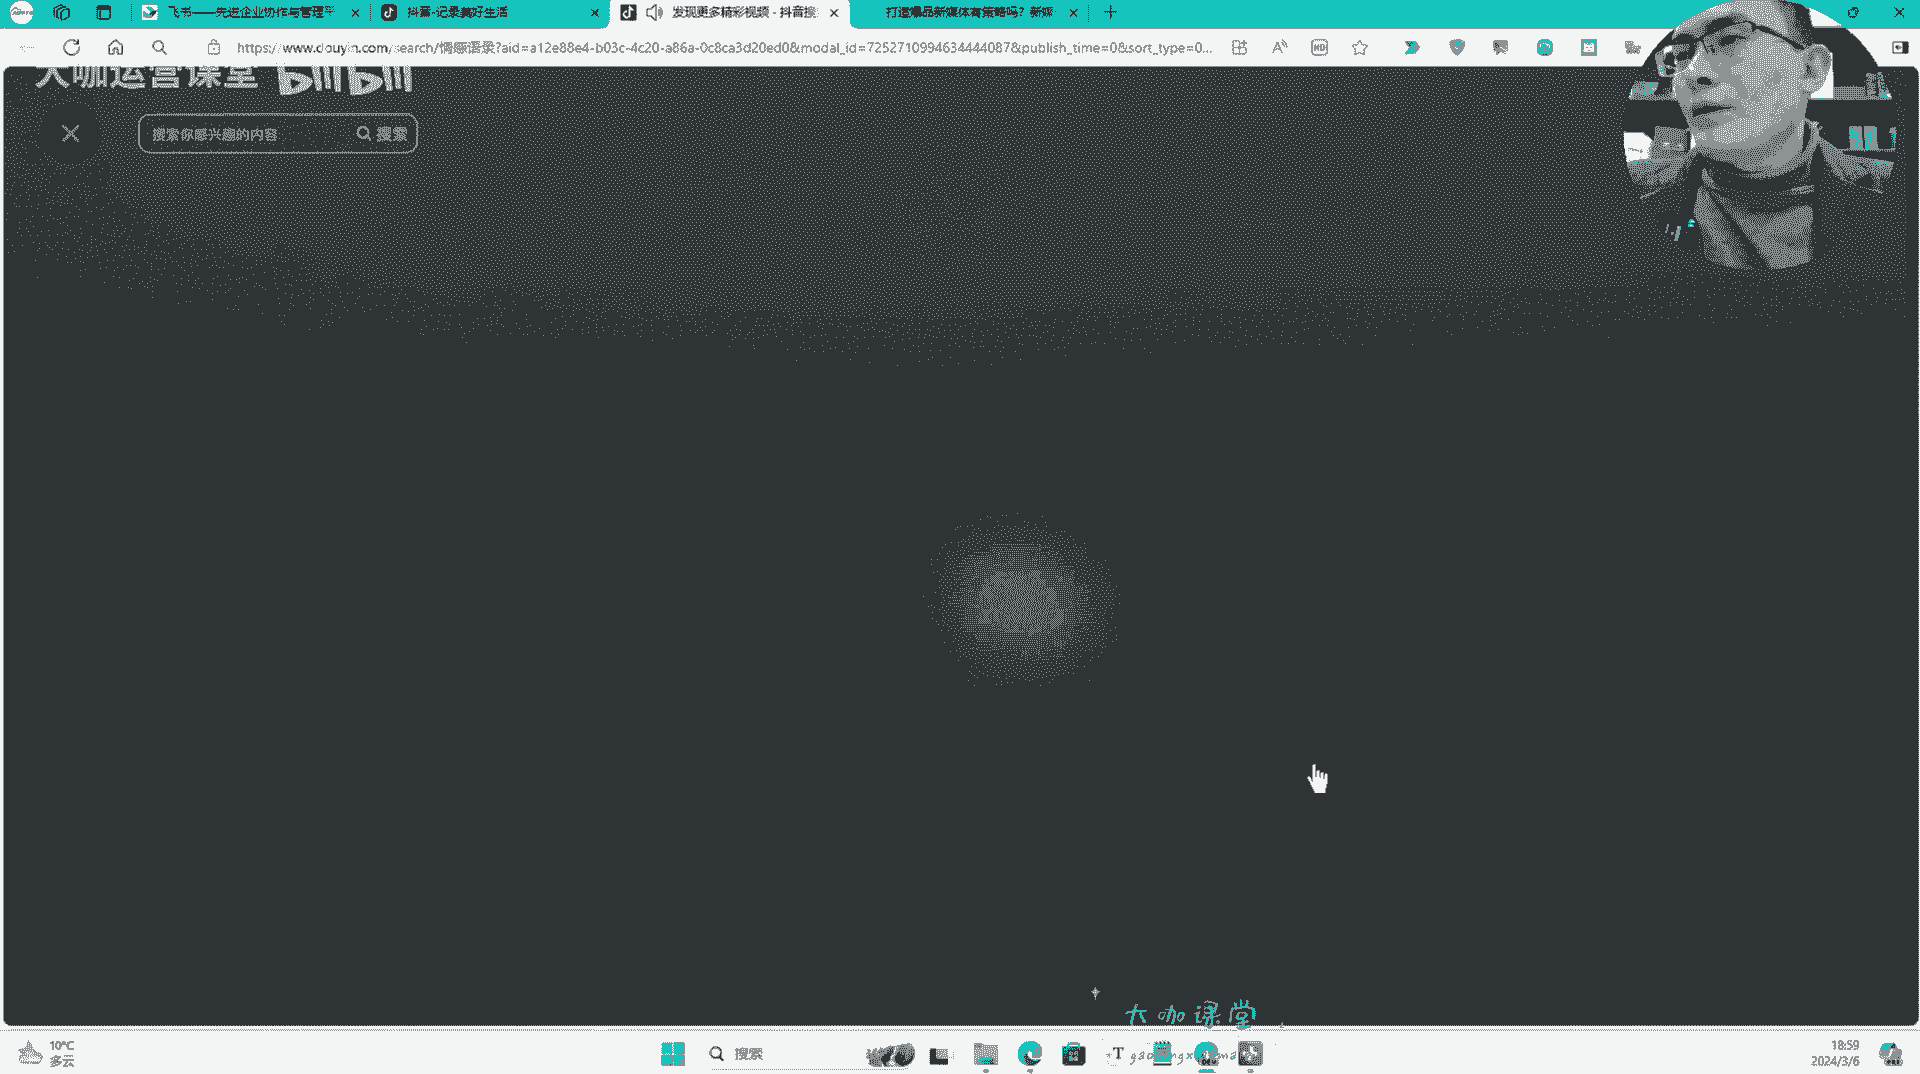 飞书——先进企业协作与管理平
抖音-记录美好生活
发现更多精彩视频 - 抖音搜
打造爆品新媒体有策略吗？新媒
https://www.douyin.com/search/情感语录?aid=a12e88e4-b03c-4c20-a86a-0c8ca3d20ed0&modal_id=7252710994634444087&publish_time=0&sort_type=0...
大咖运营课堂 bilibili
搜索你感兴趣的内容
搜索
大咖课堂
10°C
多云
搜索
18:59
2024/3/6